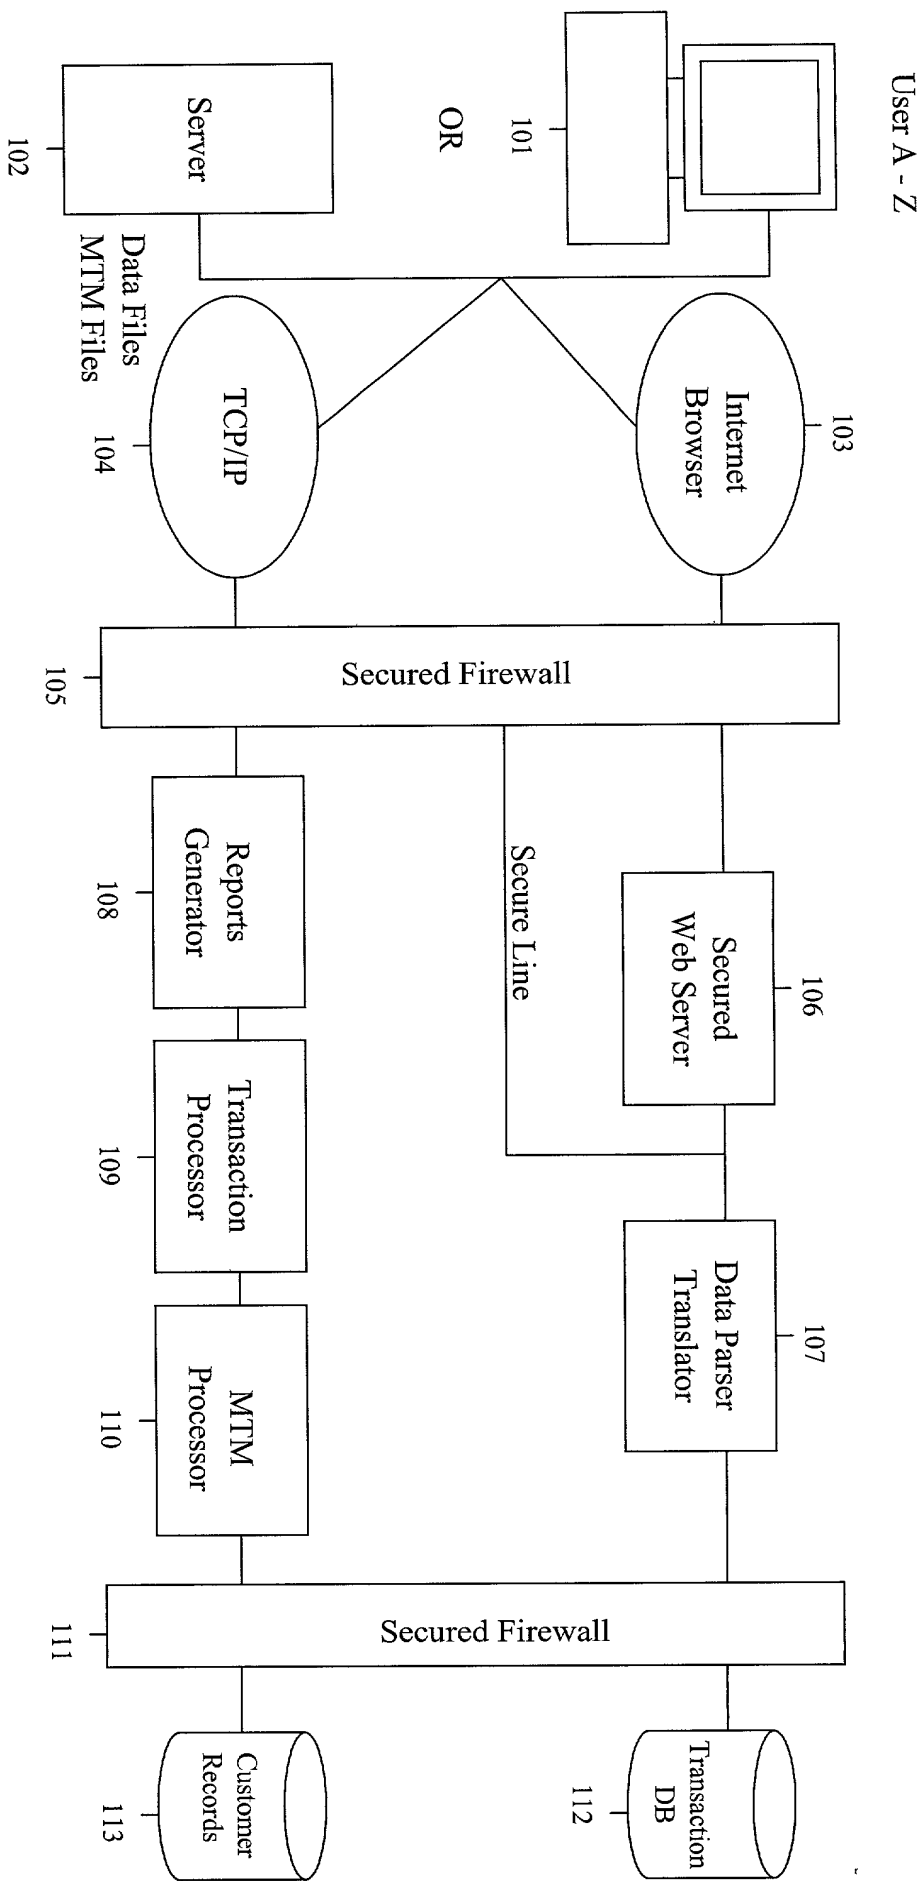 User A - Z
101
OR
Server
102
Data Files
MTM Files
Internet
Browser
103
TCP/IP
104
Secured Firewall
105
Secured
Web Server
106
Secure Line
Data Parser
Translator
107
Reports
Generator
108
Transaction
Processor
109
MTM
Processor
110
Secured Firewall
111
Transaction
DB
112
Customer
Records
113